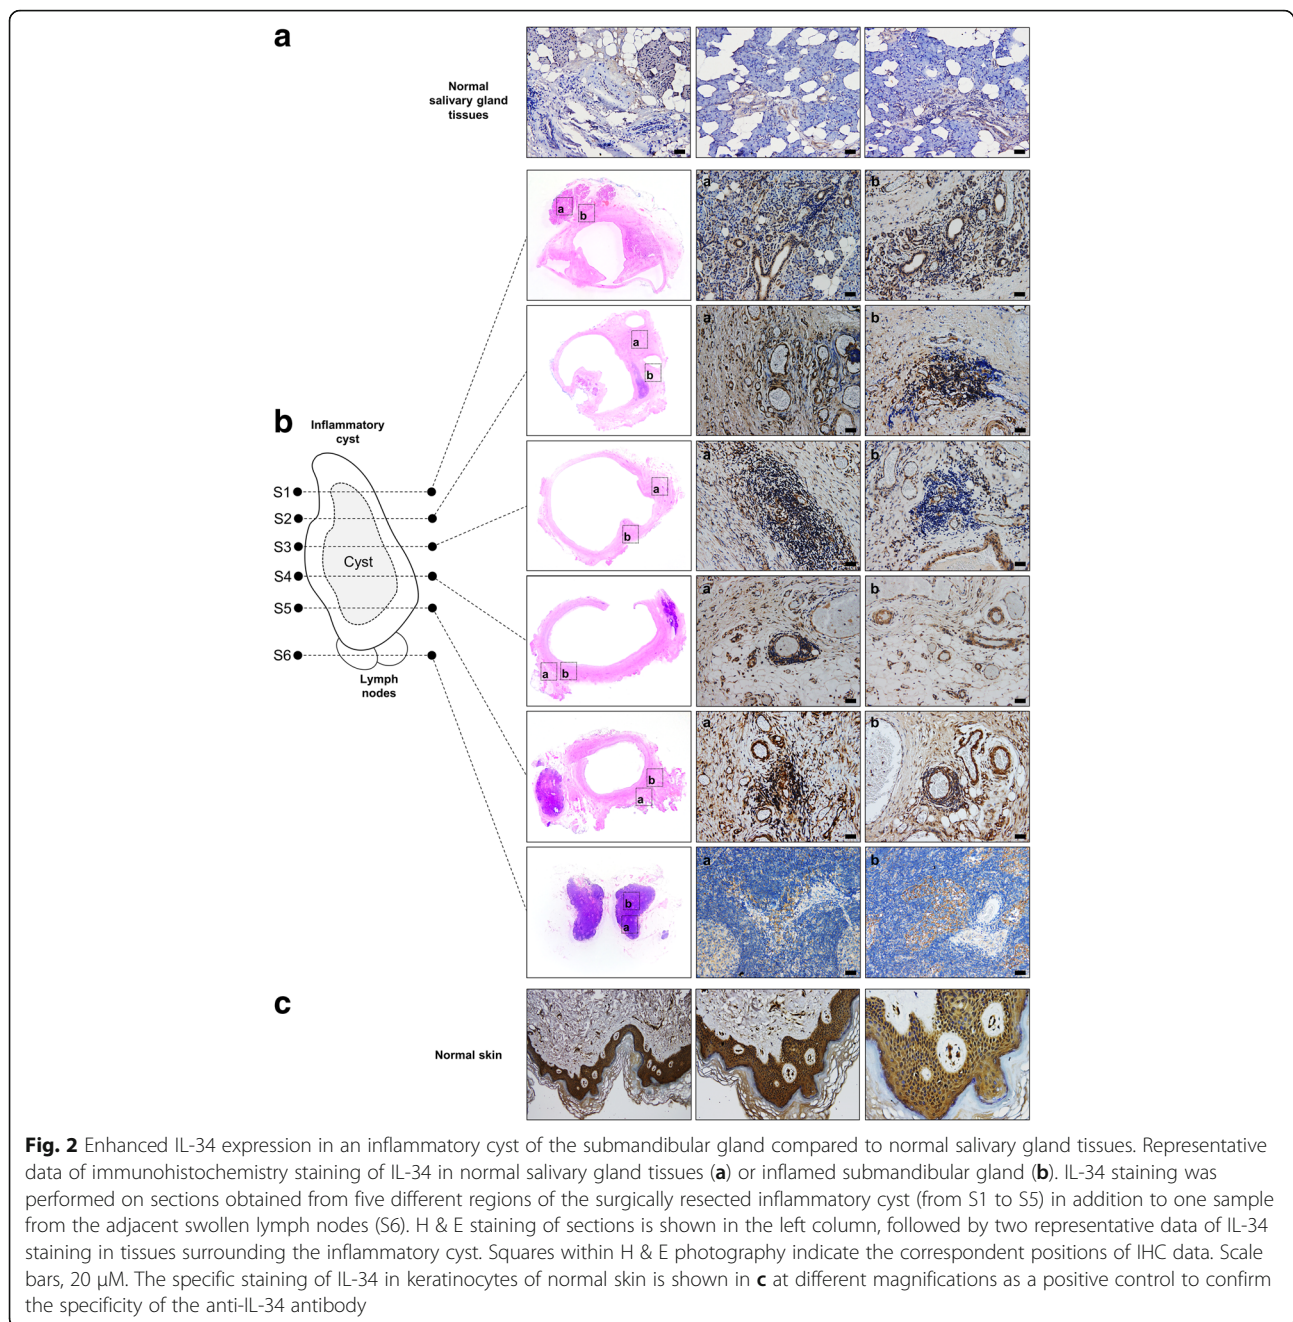 a
Normal
salivary gland
tissues
a
b
a
b
a
b
a
b
b
Inflammatory
cyst
S1
S2
S3
S4
S5
S6
Cyst
Lymph
nodes
a
b
a
b
a
b
a
b
b
a
a
b
b
a
a
b
c
Normal skin
Fig. 2 Enhanced IL-34 expression in an inflammatory cyst of the submandibular gland compared to normal salivary gland tissues. Representative
data of immunohistochemistry staining of IL-34 in normal salivary gland tissues (a) or inflamed submandibular gland (b). IL-34 staining was
performed on sections obtained from five different regions of the surgically resected inflammatory cyst (from S1 to S5) in addition to one sample
from the adjacent swollen lymph nodes (S6). H & E staining of sections is shown in the left column, followed by two representative data of IL-34
staining in tissues surrounding the inflammatory cyst. Squares within H & E photography indicate the correspondent positions of IHC data. Scale
bars, 20 μM. The specific staining of IL-34 in keratinocytes of normal skin is shown in c at different magnifications as a positive control to confirm
the specificity of the anti-IL-34 antibody